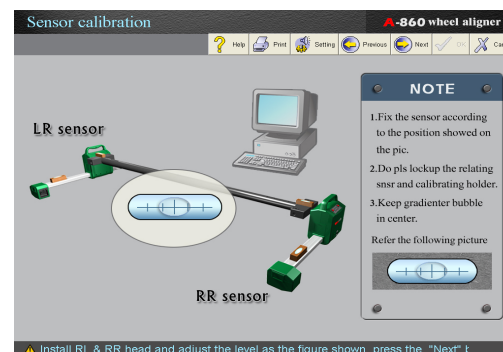 Sensor calibration
A-860 wheel aligner
Help
Print
Setting
Previous
Next
OK
LR sensor
RR sensor
NOTE
1.Fix the sensor according
to the position showed on
the pic.
2.Do pls lockup the relating
snsr and calibrating holder.
3.Keep gradienter bubble
in center.
Refer the following picture
Install RL & RR head and adjust the level as the figure shown, press the "Next"